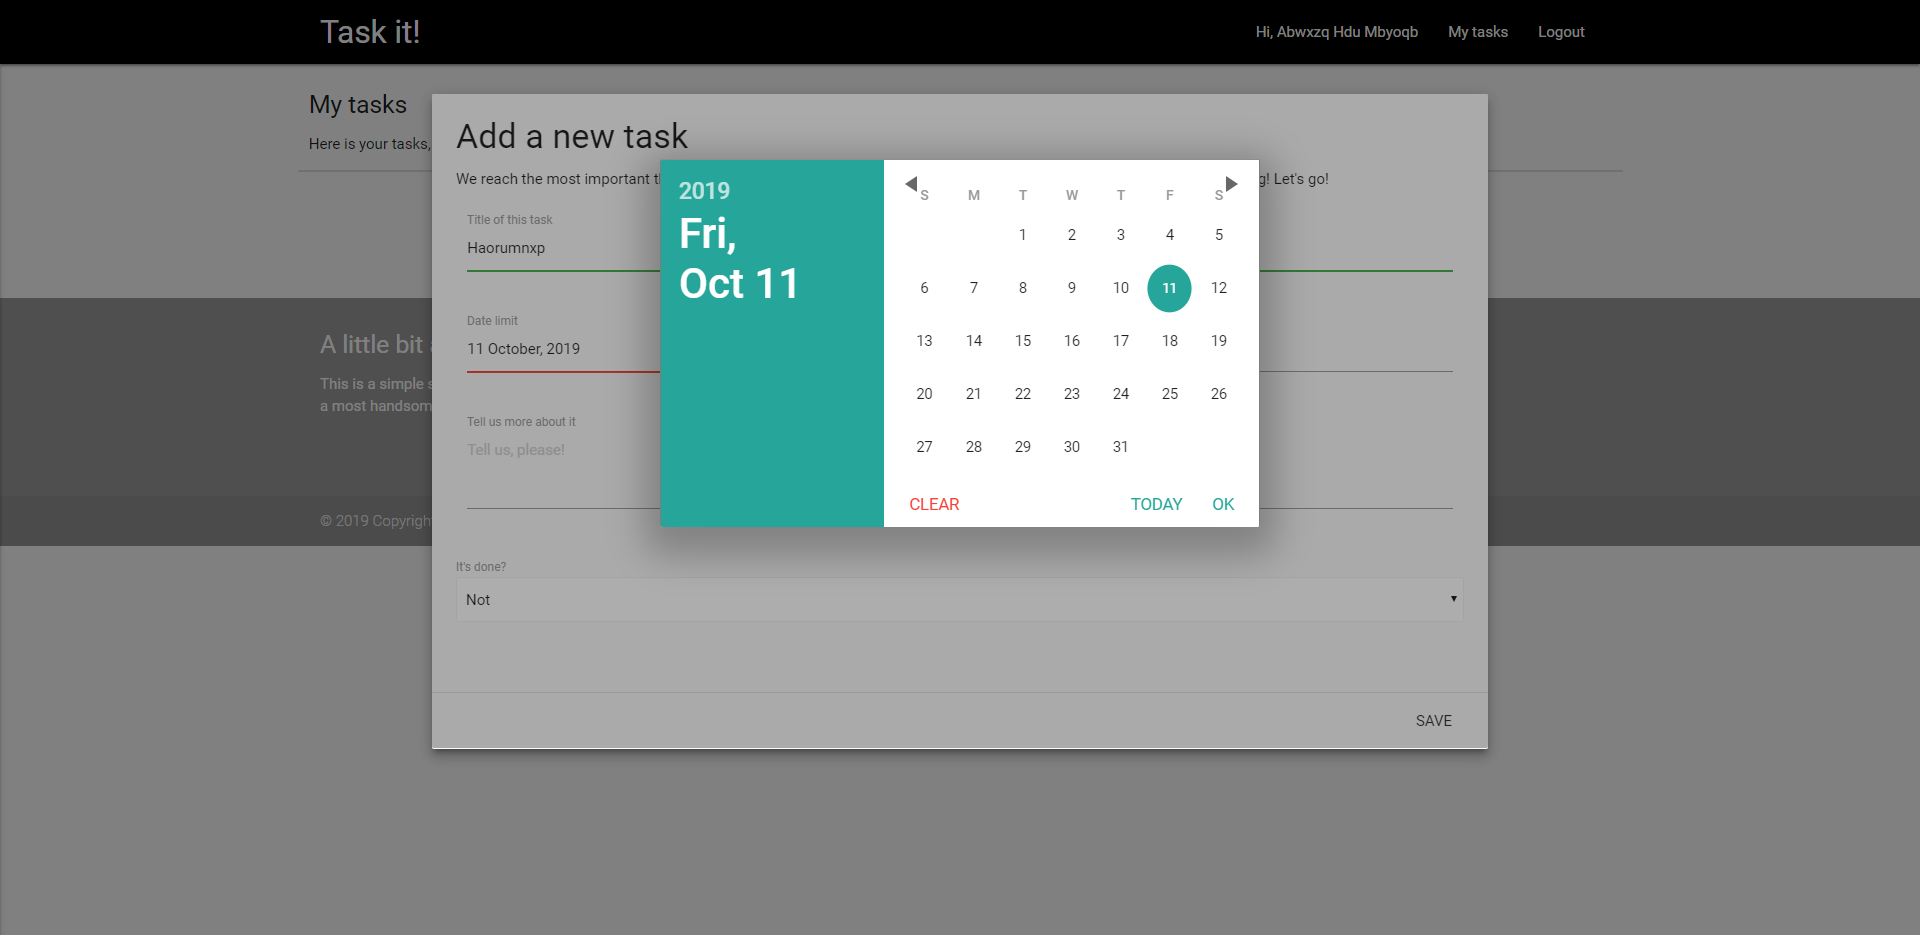 Task it!
Hi, Abwxzq Hdu Mbyoqb My tasks Logout
My tasks
Here is your tasks,
Add a new task
We reach the most important
g! Let's go!
Title of this task
Haorumnxp
Date limit
11 October, 2019
Tell us more about it
Tell us, please!
It's done?
Not
SAVE
2019
Fri,
Oct 11
S M T W T F S
1 2 3 4 5
6 7 8 9 10 11 12
13 14 15 16 17 18 19
20 21 22 23 24 25 26
27 28 29 30 31
CLEAR TODAY OK
A little bit
This is a simple
a most handsom
© 2019 Copyrigh